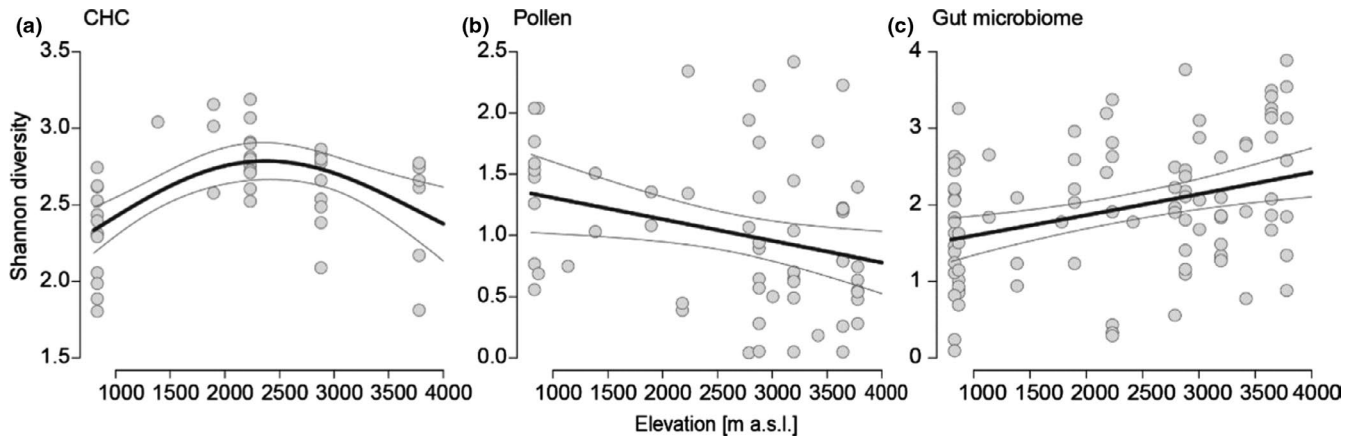 (a) CHC
(b) Pollen
(c) Gut microbiome
Shannon diversity
3.5
3.0
2.5
2.0
1.5
2.5
2.0
1.5
1.0
0.5
0.0
4
3
2
1
0
1000 1500 2000 2500 3000 3500 4000
1000 1500 2000 2500 3000 3500 4000
1000 1500 2000 2500 3000 3500 4000
Elevation [m a.s.l.]